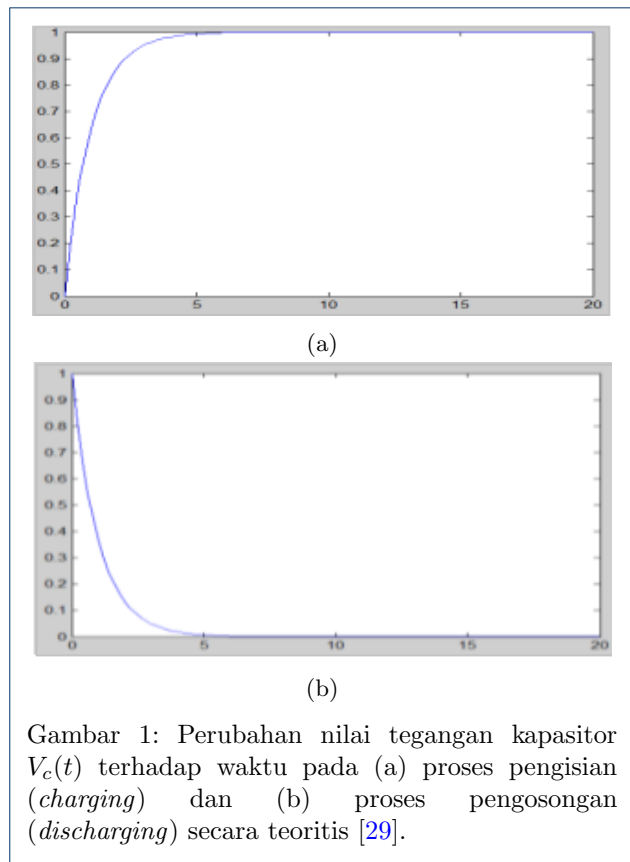 1
0.9
0.8
0.7
0.6
0.5
0.4
0.3
0.2
0.1
0
0 5 10 15 20
(a)
1
0.9
0.8
0.7
0.6
0.5
0.4
0.3
0.2
0.1
0
0 5 10 15 20
(b)
Gambar 1: Perubahan nilai tegangan kapasitor
V_c(t) terhadap waktu pada (a) proses pengisian
(charging) dan (b) proses pengosongan
(discharging) secara teoritis [29].